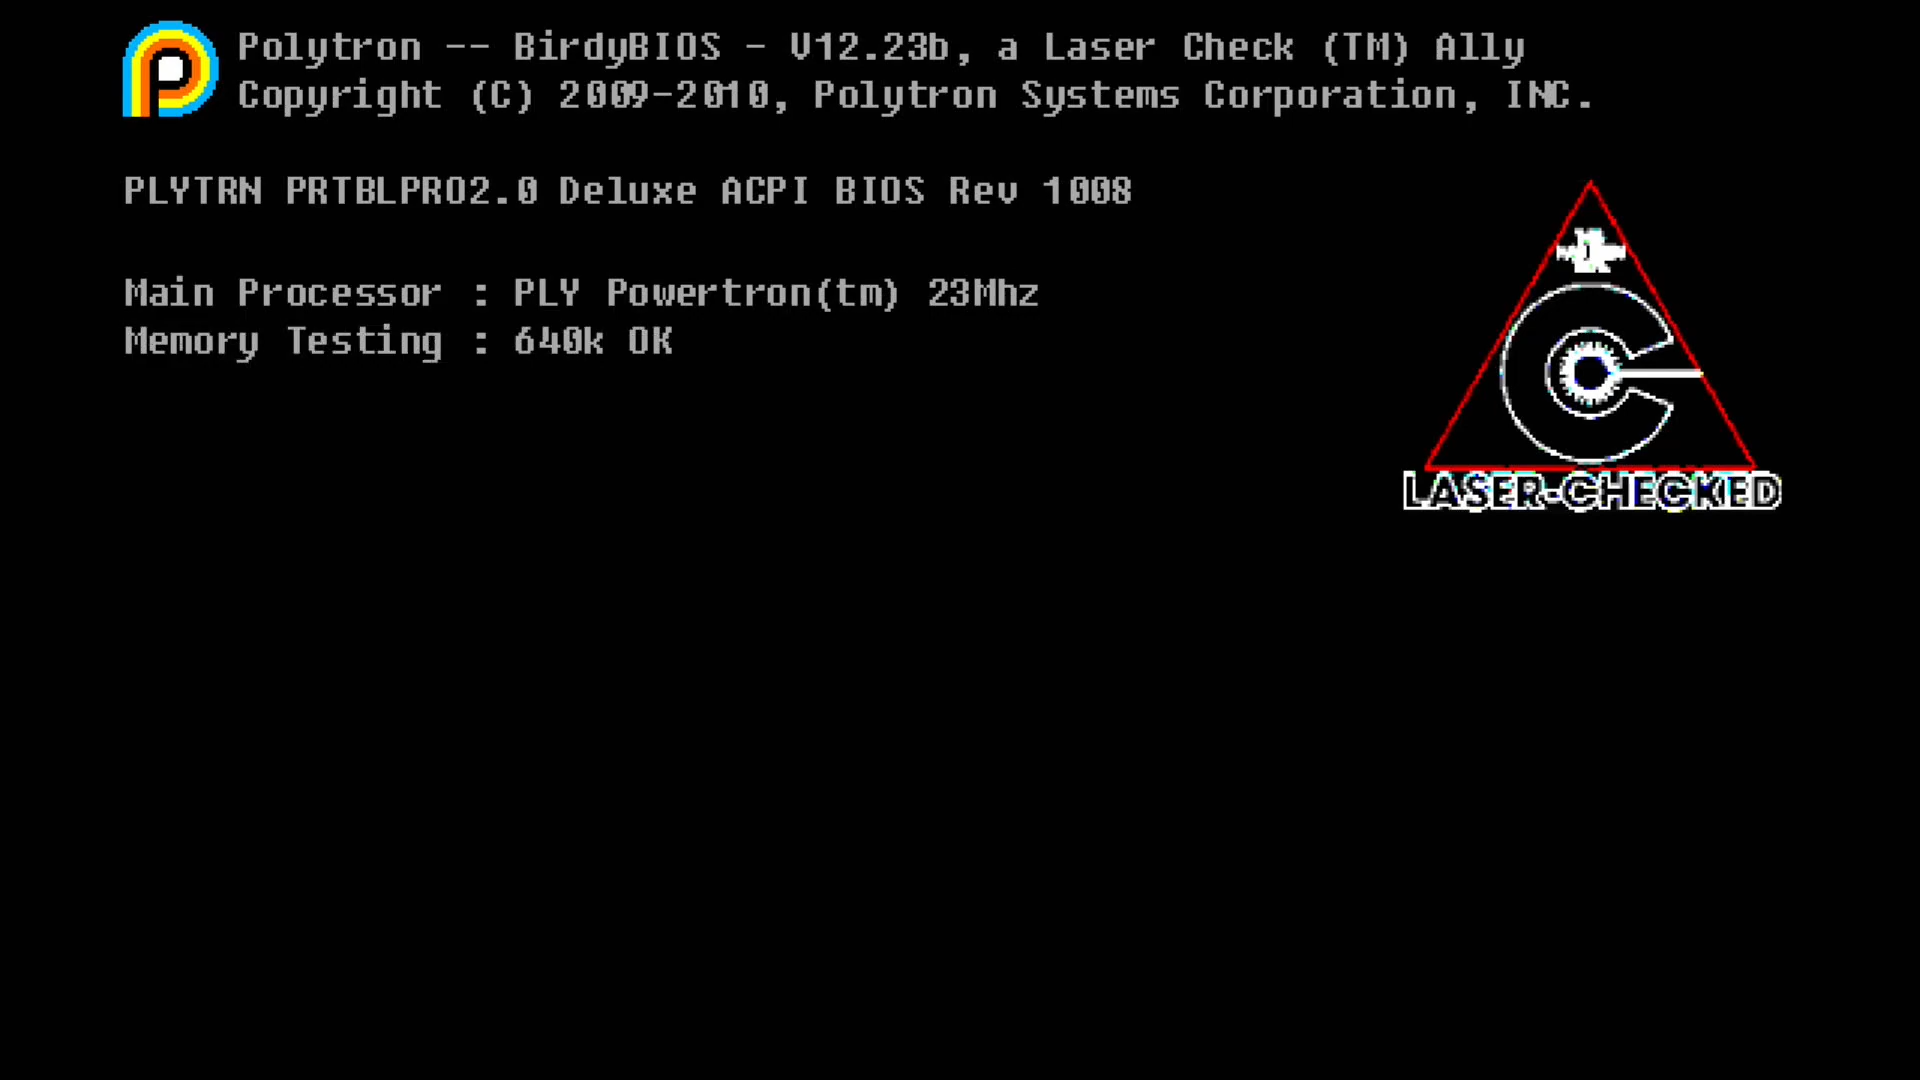 Polytron -- BirdyBIOS - V12.23b, a Laser Check (TM) Ally
Copyright (C) 2009-2010, Polytron Systems Corporation, INC.
PLYTRN PRTBLPRO2.0 Deluxe ACPI BIOS Rev 1008
Main Processor : PLY Powertron(tm) 23Mhz
Memory Testing : 640k OK
LASER-CHECKED